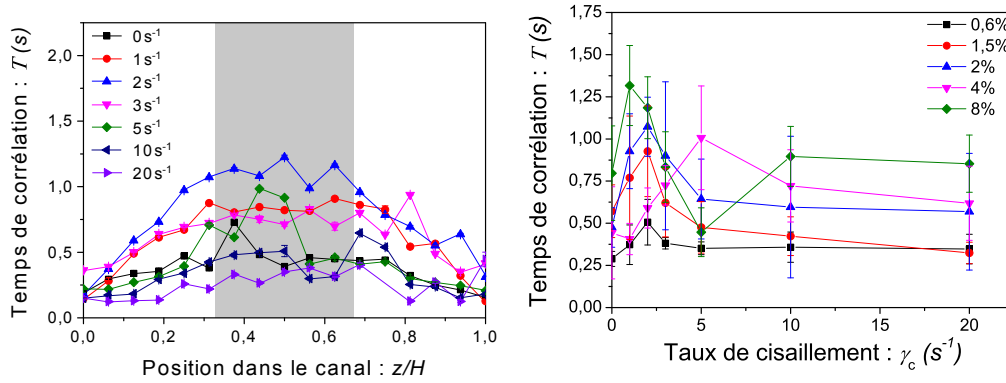 Temps de corrélation : T (s)
2,0
1,5
1,0
0,5
0,0
0 s⁻¹
1 s⁻¹
2 s⁻¹
3 s⁻¹
5 s⁻¹
10 s⁻¹
20 s⁻¹
0,0 0,2 0,4 0,6 0,8 1,0
Position dans le canal : z/H
Temps de corrélation : T (s)
1,75
1,50
1,25
1,00
0,75
0,50
0,25
0,00
0,6%
1,5%
2%
4%
8%
0 5 10 15 20
Taux de cisaillement : γ_c (s⁻¹)